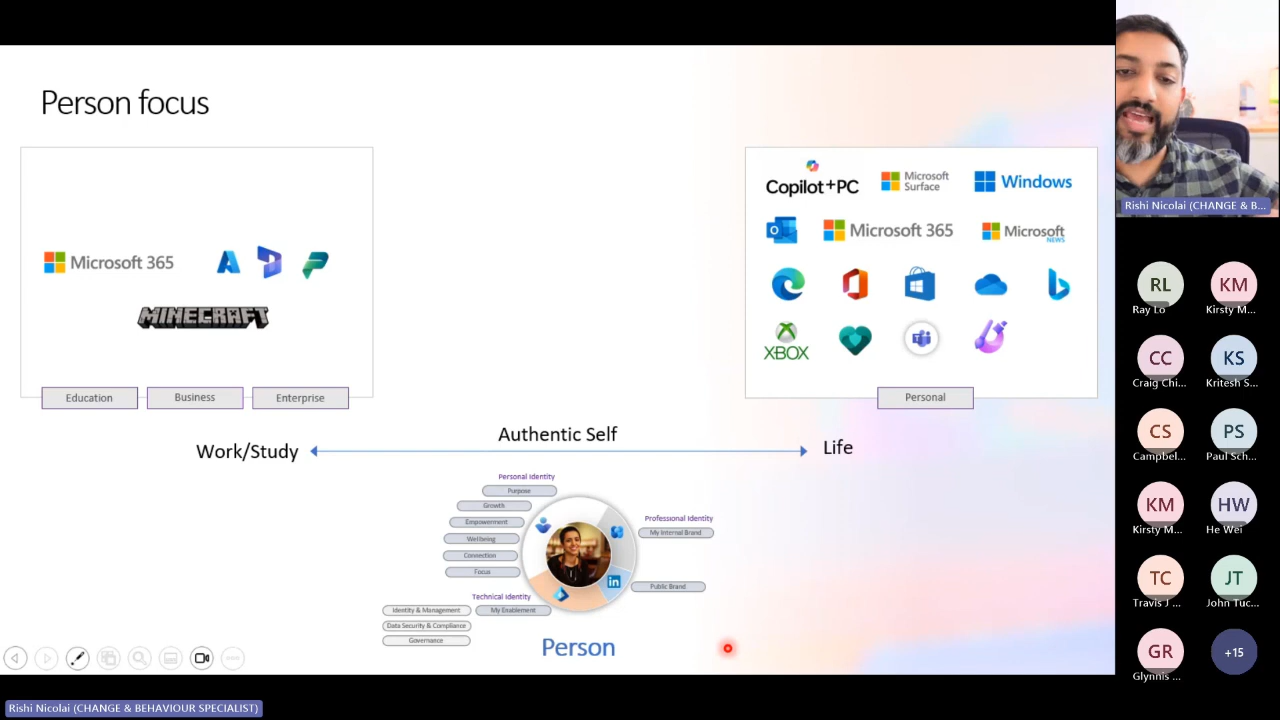 Person focus
Microsoft 365
MINECRAFT
Education
Business
Enterprise
Copilot+PC
Microsoft
Surface
Windows
Microsoft 365
Microsoft
NEWS
XBOX
Personal
Work/Study
Authentic Self
Life
Personal Identity
Purpose
Growth
Empowerment
Wellbeing
Connection
Focus
Professional Identity
My Internal Brand
Public Brand
in
Technical Identity
My Enablement
Identity & Management
Data Security & Compliance
Governance
Person
Rishi Nicolai (CHANGE & BEHAVIOUR SPECIALIST)
Rishi Nicolai (CHANGE & B...
RL
Ray Lo
KM
Kirsty M...
CC
Craig Chi...
KS
Kritesh S...
CS
Campbel...
PS
Paul Sch...
KM
Kirsty M...
HW
He Wei
TC
Travis J ...
JT
John Tuc...
GR
Glynnis ...
+15